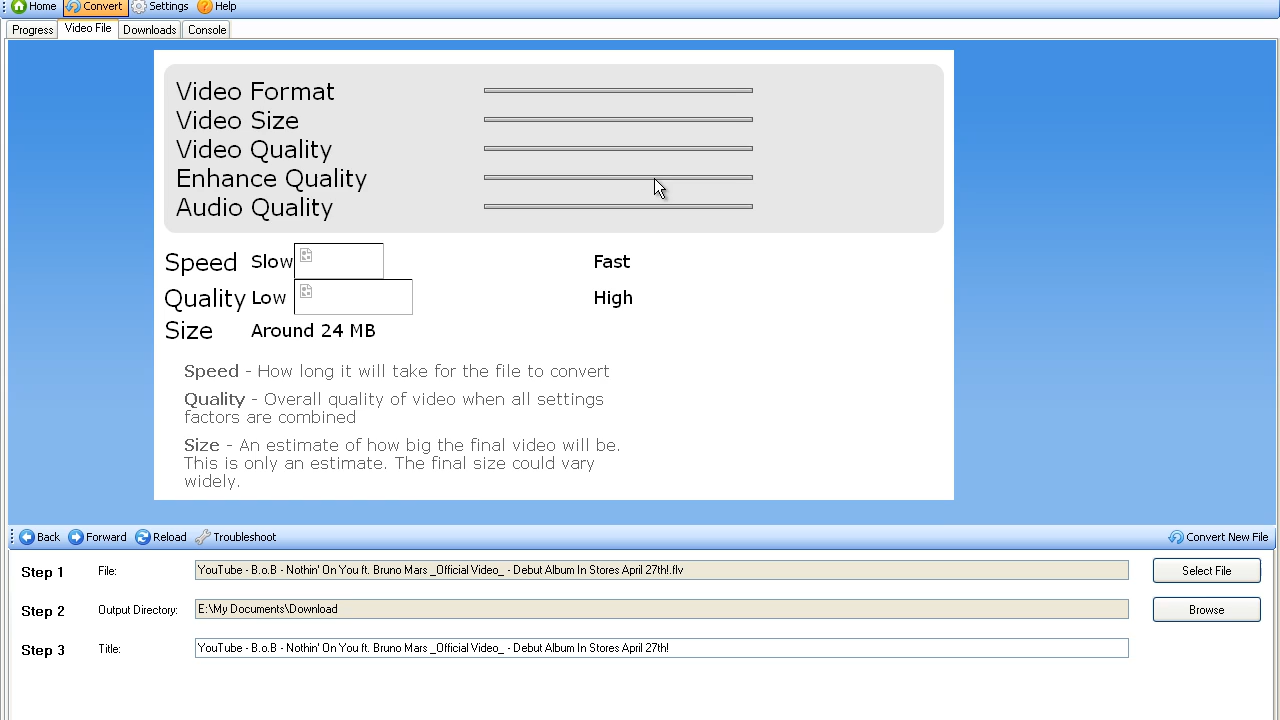 Home Convert Settings Help
Progress Video File Downloads Console
Video Format
Video Size
Video Quality
Enhance Quality
Audio Quality
Speed Slow Fast
Quality Low High
Size Around 24 MB
Speed - How long it will take for the file to convert
Quality - Overall quality of video when all settings
factors are combined
Size - An estimate of how big the final video will be.
This is only an estimate. The final size could vary
widely.
Back Forward Reload Troubleshoot Convert New File
Step 1 File: YouTube - B.o.B - Nothin' On You ft. Bruno Mars _Official Video_ - Debut Album In Stores April 27th!.flv Select File
Step 2 Output Directory: E:\My Documents\Download Browse
Step 3 Title: YouTube - B.o.B - Nothin' On You ft. Bruno Mars _Official Video_ - Debut Album In Stores April 27th!